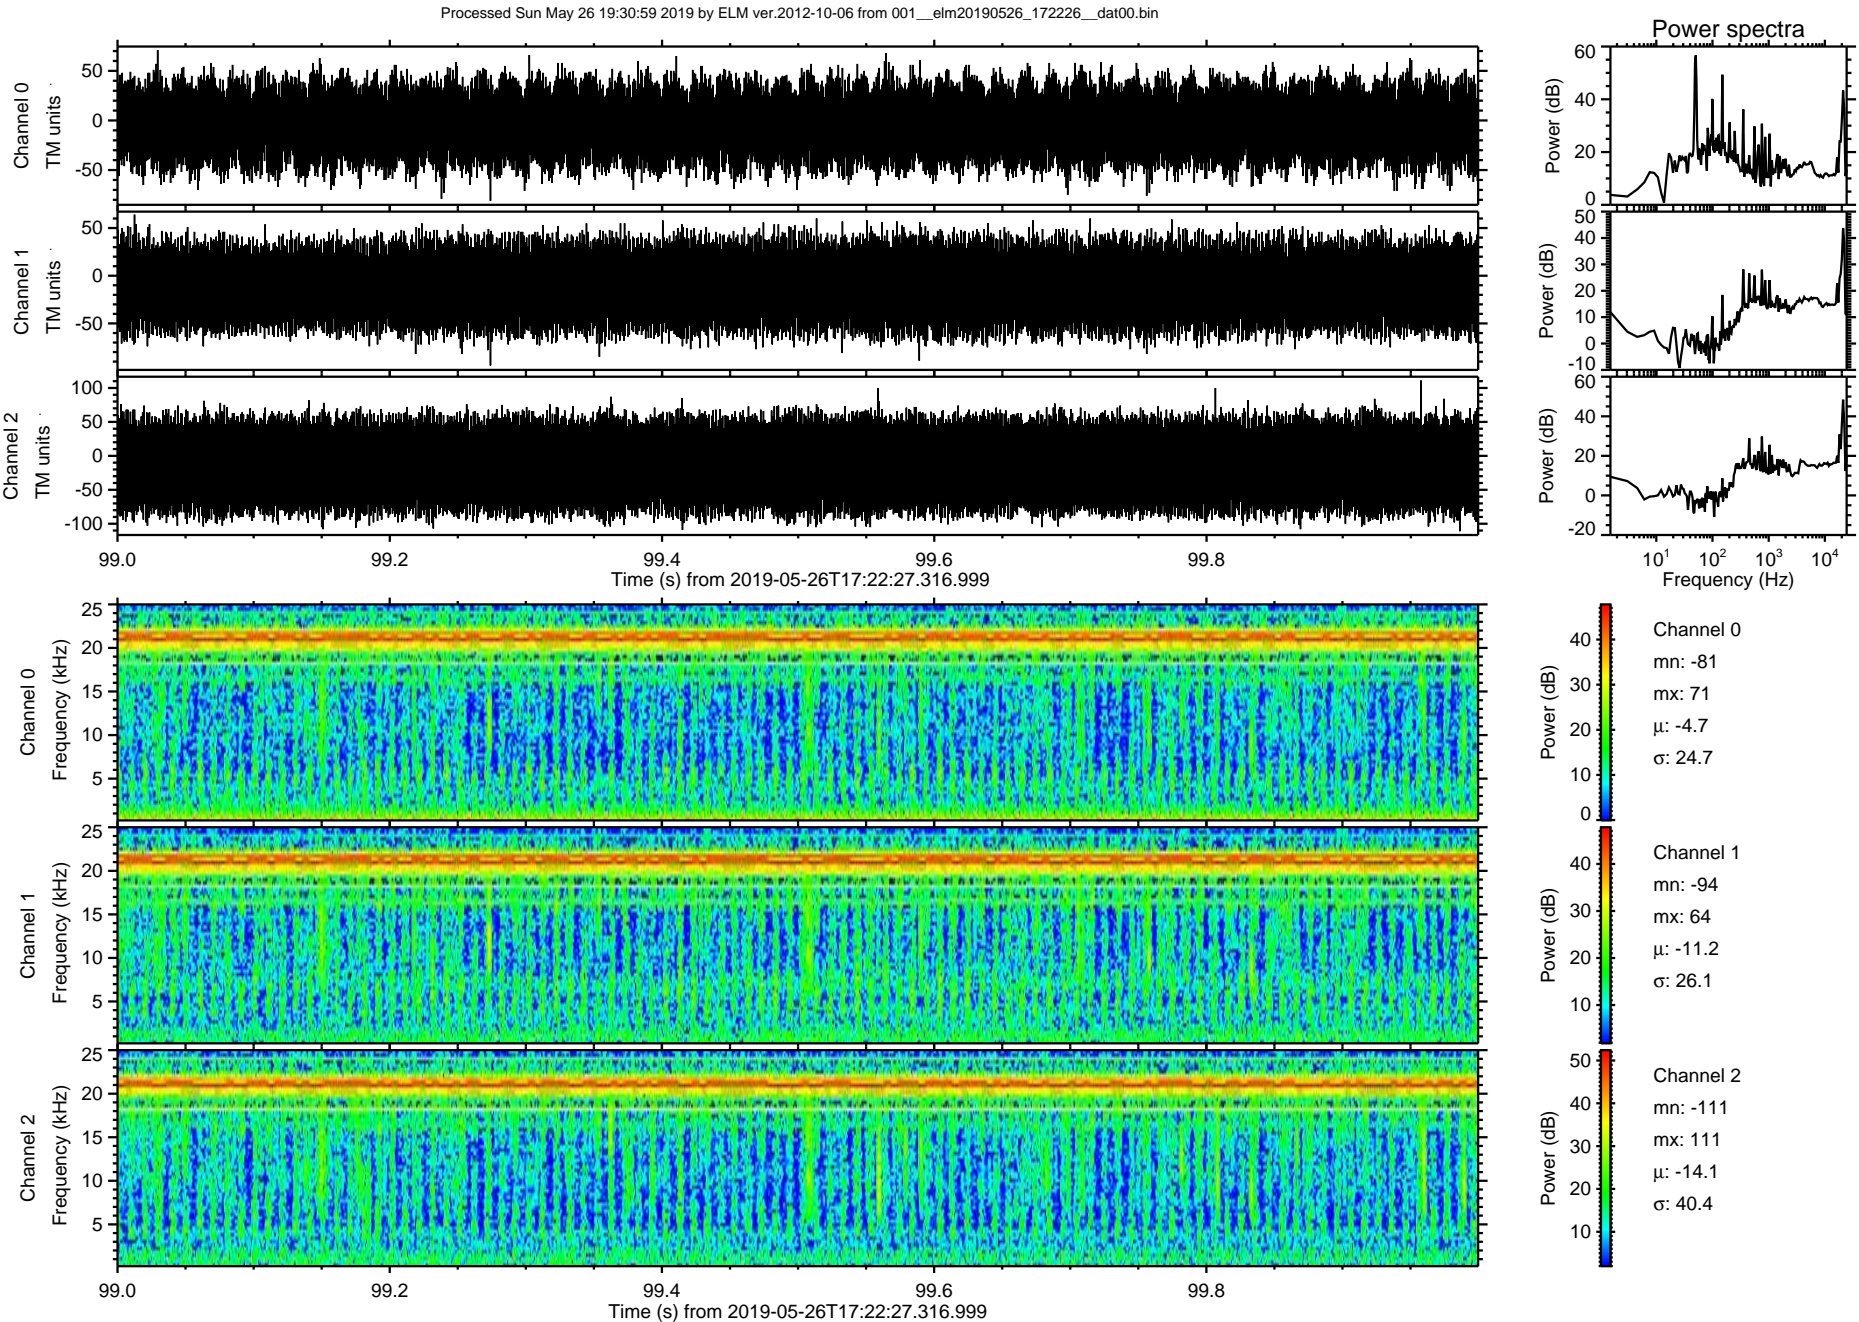 Processed Sun May 26 19:30:59 2019 by ELM ver.2012-10-06 from 001__elm20190526_172226__dat00.bin
Power spectra
Channel 0
TM units
50
0
-50
Power (dB)
60
40
20
0
Channel 1
TM units
50
0
-50
Power (dB)
50
40
30
20
10
0
-10
Channel 2
TM units
100
50
0
-50
-100
Power (dB)
60
40
20
0
-20
99.0 99.2 99.4 99.6 99.8
Time (s) from 2019-05-26T17:22:27.316.999
10^1 10^2 10^3 10^4
Frequency (Hz)
Channel 0
Frequency (kHz)
25
20
15
10
5
Power (dB)
40
30
20
10
0
Channel 0
mn: -81
mx: 71
μ: -4.7
σ: 24.7
Channel 1
Frequency (kHz)
25
20
15
10
5
Power (dB)
40
30
20
10
Channel 1
mn: -94
mx: 64
μ: -11.2
σ: 26.1
Channel 2
Frequency (kHz)
25
20
15
10
5
Power (dB)
50
40
30
20
10
Channel 2
mn: -111
mx: 111
μ: -14.1
σ: 40.4
99.0 99.2 99.4 99.6 99.8
Time (s) from 2019-05-26T17:22:27.316.999